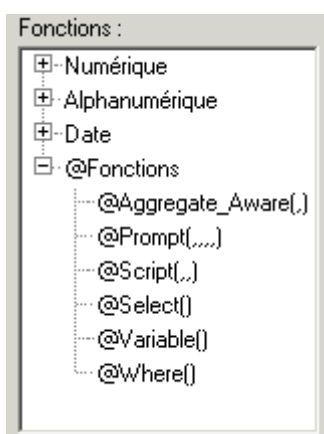 Fonctions :
Numérique
Alphanumérique
Date
@Fonctions
@Aggregate_Aware(,)
@Prompt(,,,,)
@Script(,,)
@Select()
@Variable()
@Where()